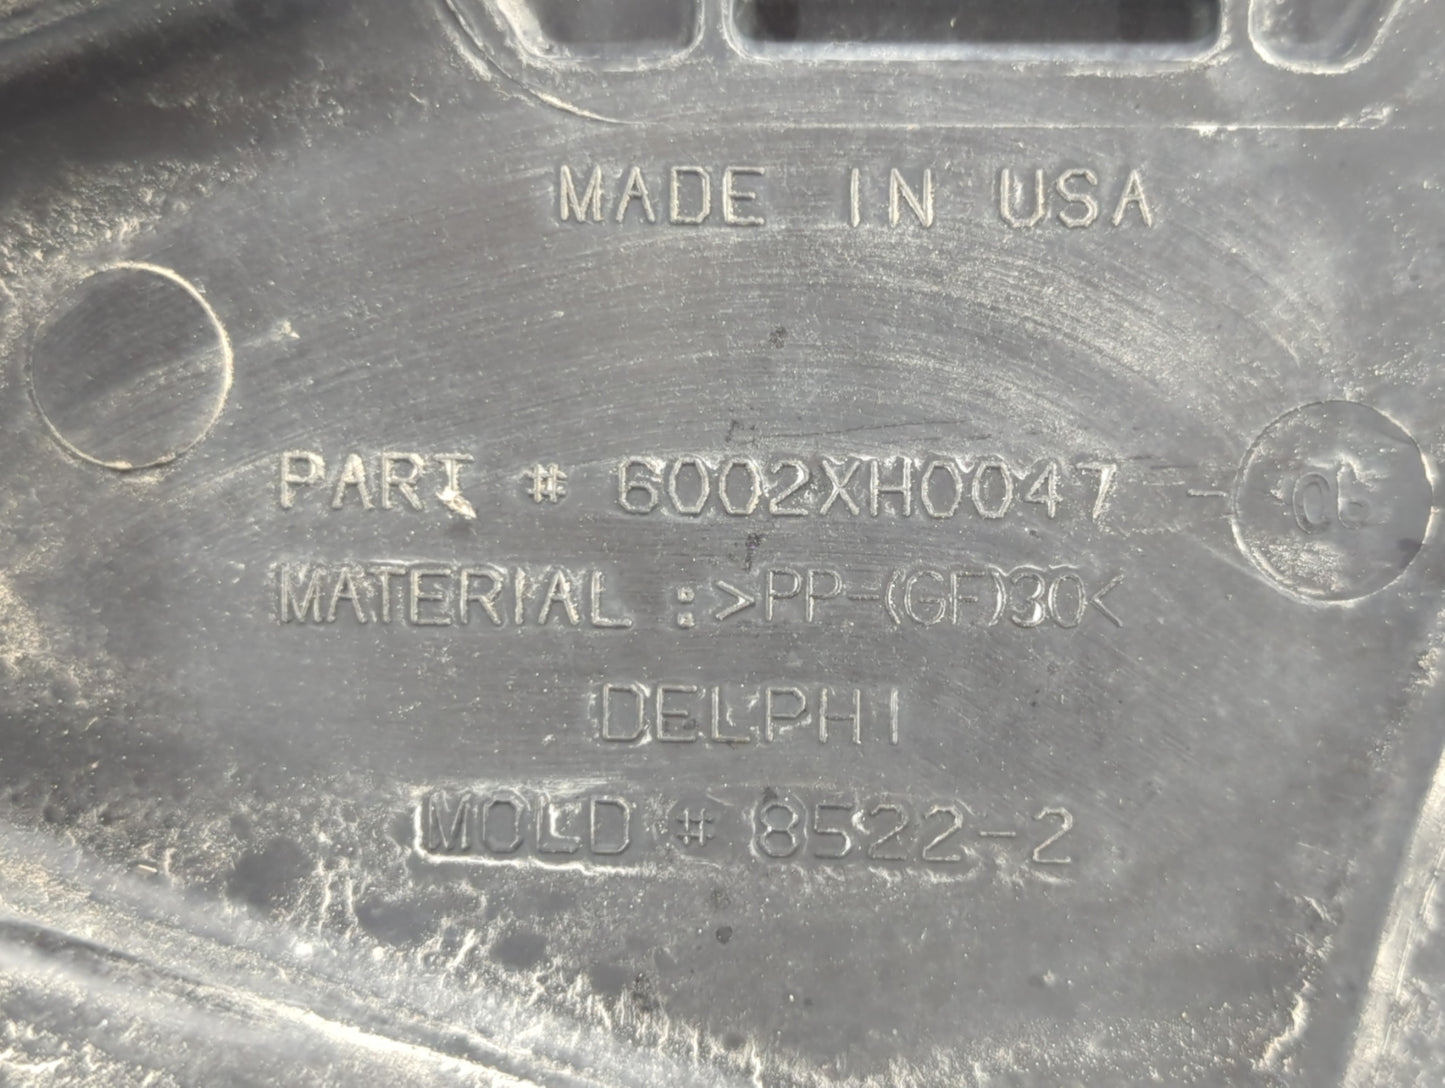 MADE IN USA
PART # 6002XH0047
MATERIAL :>PP-(GF)30<
DELPHI
MOLD # 8522-2